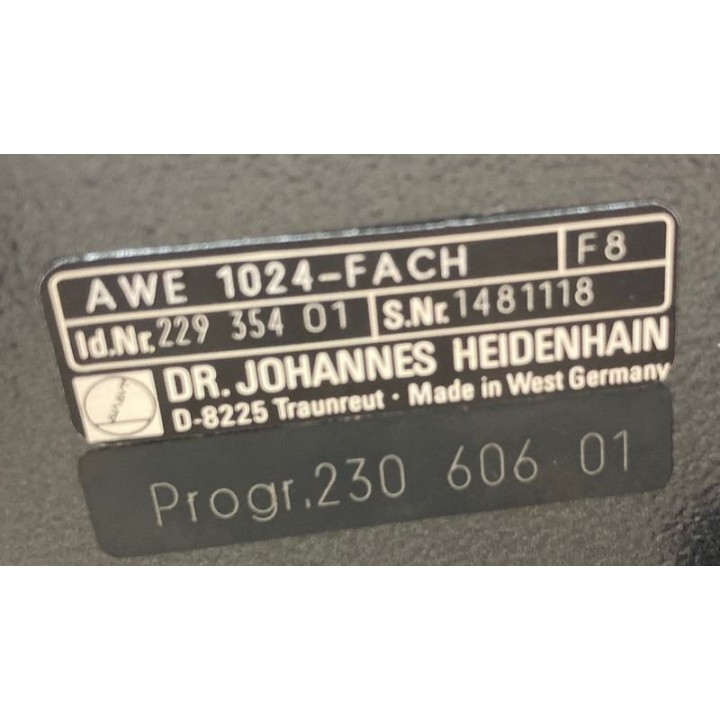 AWE 1024-FACH F8
Id.Nr. 229 354 01 S.Nr. 1481118
DR. JOHANNES HEIDENHAIN
D-8225 Traunreut · Made in West Germany
Progr. 230 606 01